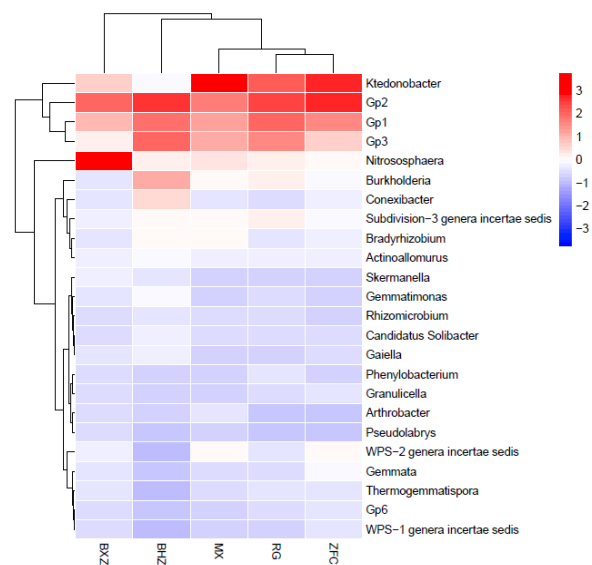 Ktedonobacter
Gp2
Gp1
Gp3
Nitrososphaera
Burkholderia
Conexibacter
Subdivision−3 genera incertae sedis
Bradyrhizobium
Actinoallomurus
Skermanella
Gemmatimonas
Rhizomicrobium
Candidatus Solibacter
Gaiella
Phenylobacterium
Granulicella
Arthrobacter
Pseudolabrys
WPS−2 genera incertae sedis
Gemmata
Thermogemmatispora
Gp6
WPS−1 genera incertae sedis
BXZ
BHZ
MX
RG
ZFC
3
2
1
0
−1
−2
−3